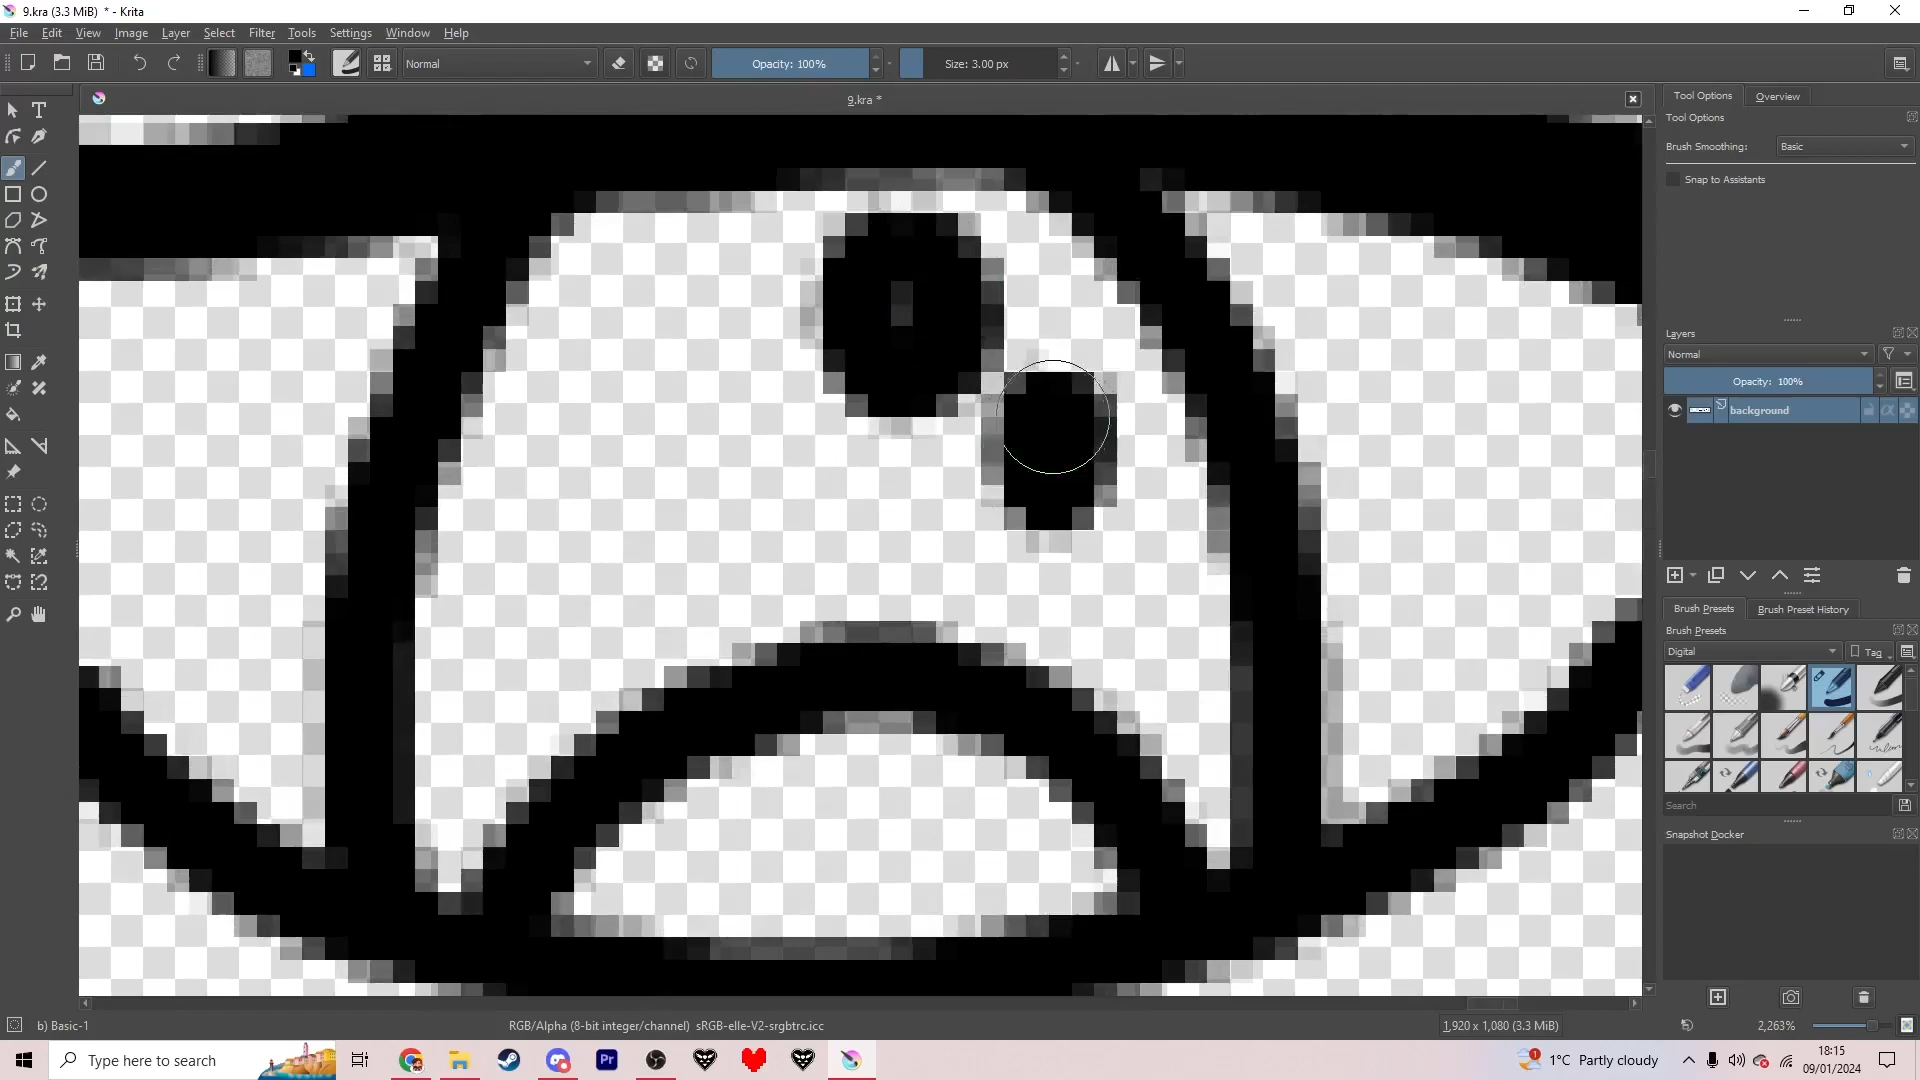 9.kra (3.3 MiB)  * - Krita
File Edit View Image Layer Select Filter Tools Settings Window Help
Normal Opacity: 100% Size: 3.00 px
9.kra *
Tool Options Overview
Tool Options
Brush Smoothing: Basic
Snap to Assistants
Layers
Normal
Opacity: 100%
background
Brush Presets Brush Preset History
Brush Presets
Digital Tag
Search
Snapshot Docker
b) Basic-1 RGB/Alpha (8-bit integer/channel) sRGB-elle-V2-srgbtrc.icc 1,920 x 1,080 (3.3 MiB) 2,263%
Type here to search Pr 1 1°C Partly cloudy 18:15
09/01/2024